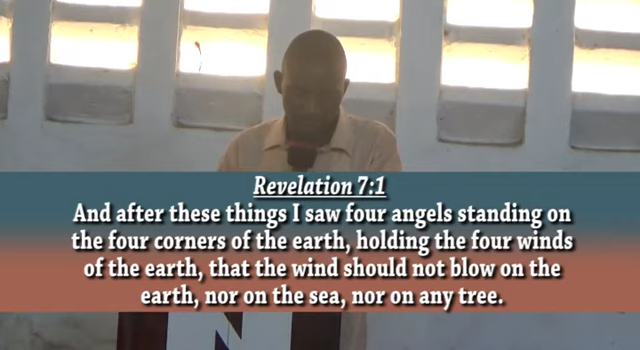 Revelation 7:1
And after these things I saw four angels standing on
the four corners of the earth, holding the four winds
of the earth, that the wind should not blow on the
earth, nor on the sea, nor on any tree.
N